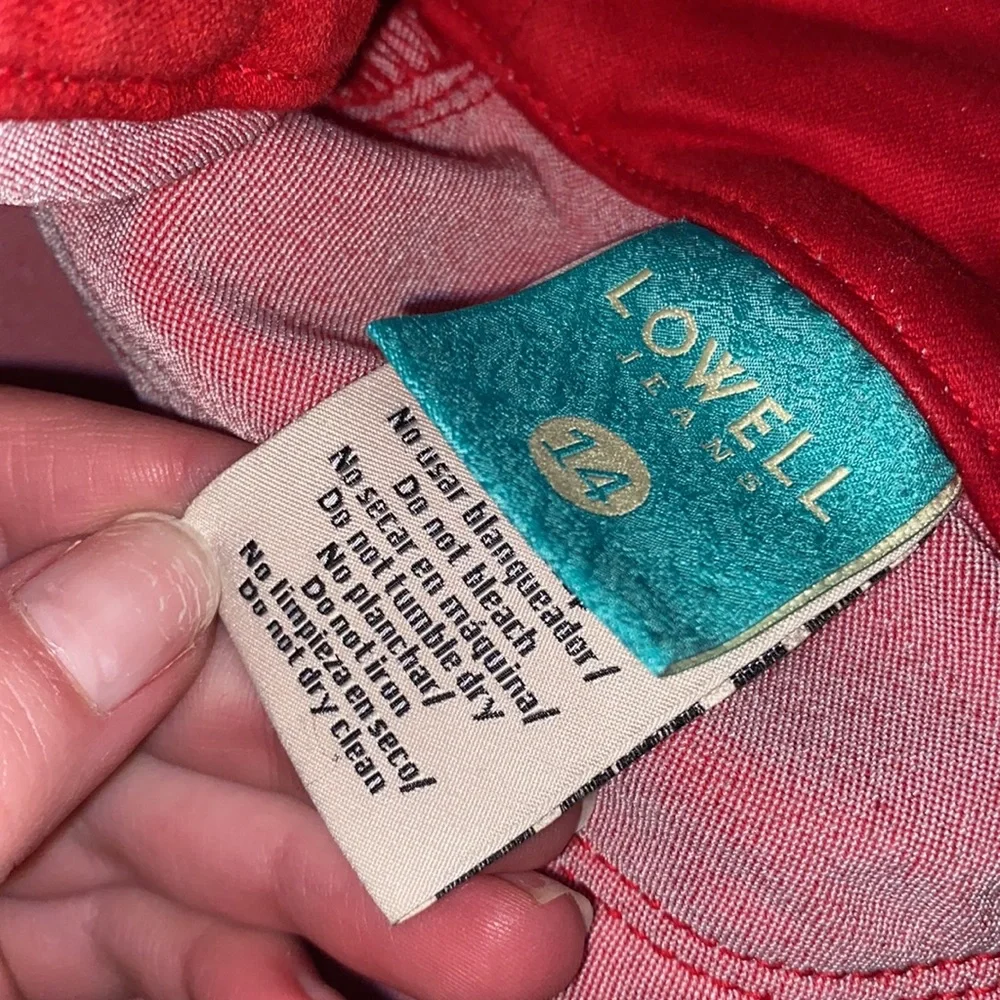 LOWELL
JEANS
14
No usar blanqueador/
Do not bleach
No secar en máquina/
Do not tumble dry
No planchar/
Do not iron
No limpieza en seco/
Do not dry clean